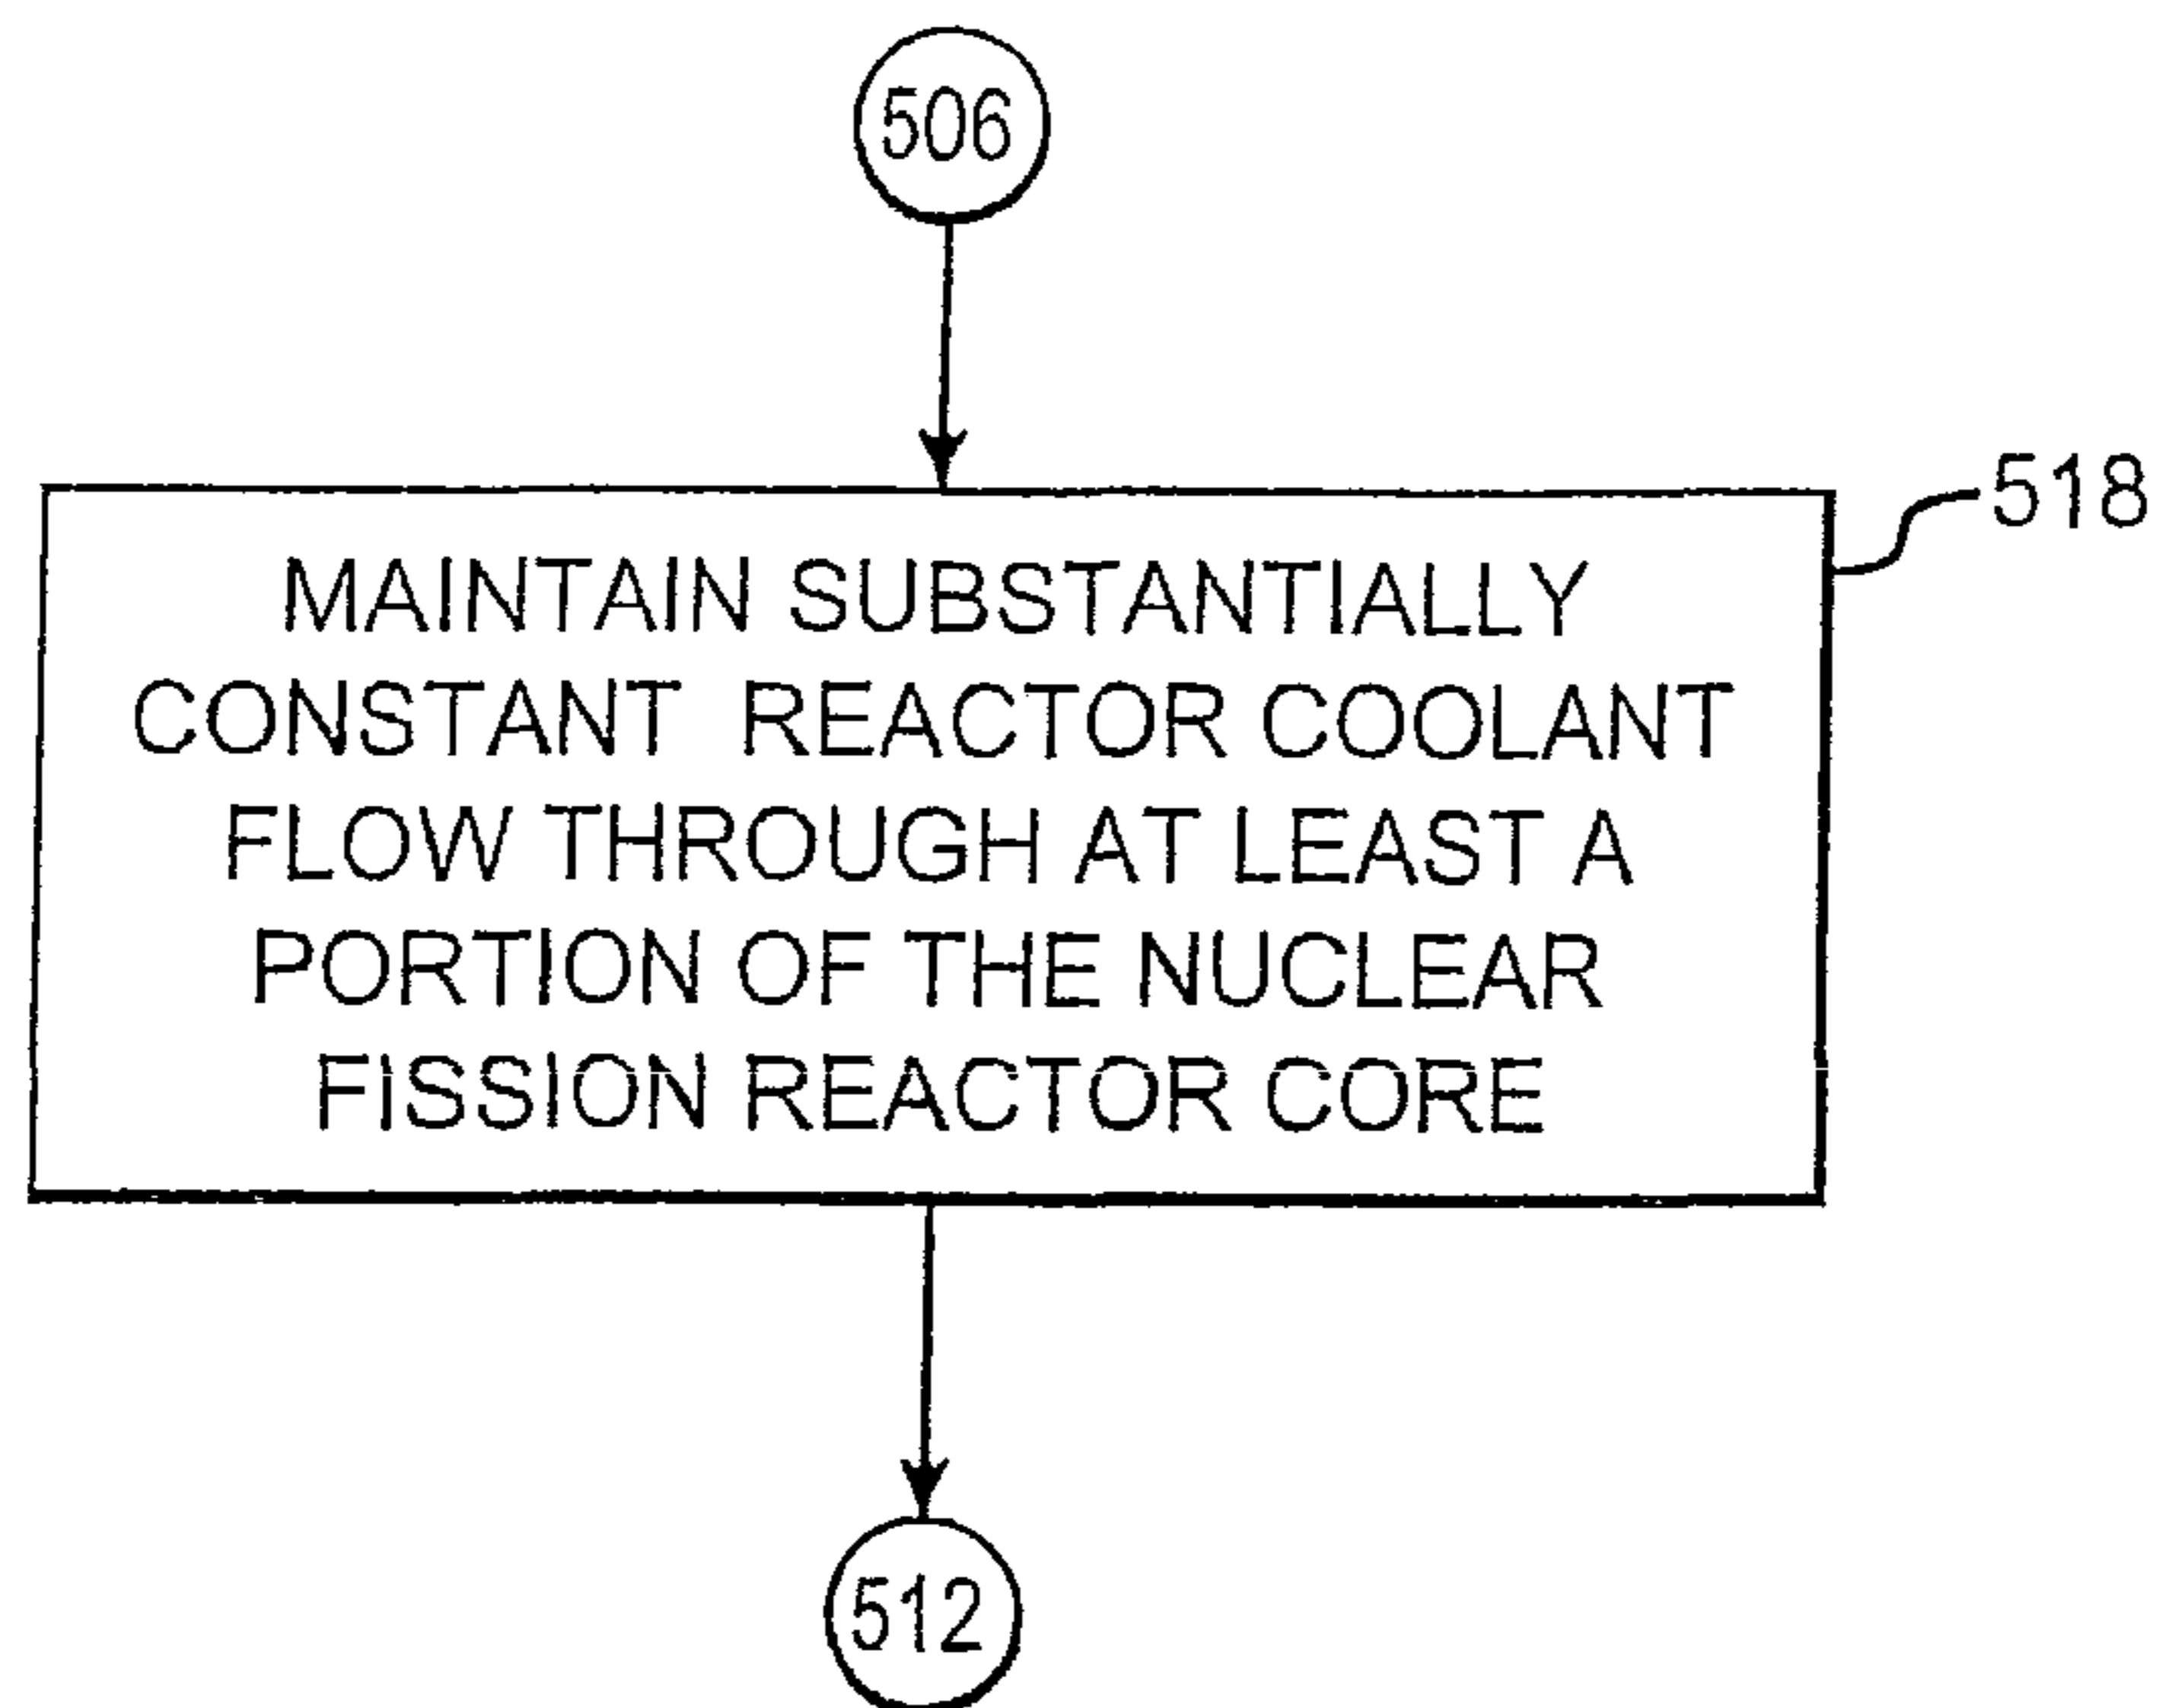 506
518
MAINTAIN SUBSTANTIALLY
CONSTANT REACTOR COOLANT
FLOW THROUGH AT LEAST A
PORTION OF THE NUCLEAR
FISSION REACTOR CORE
512